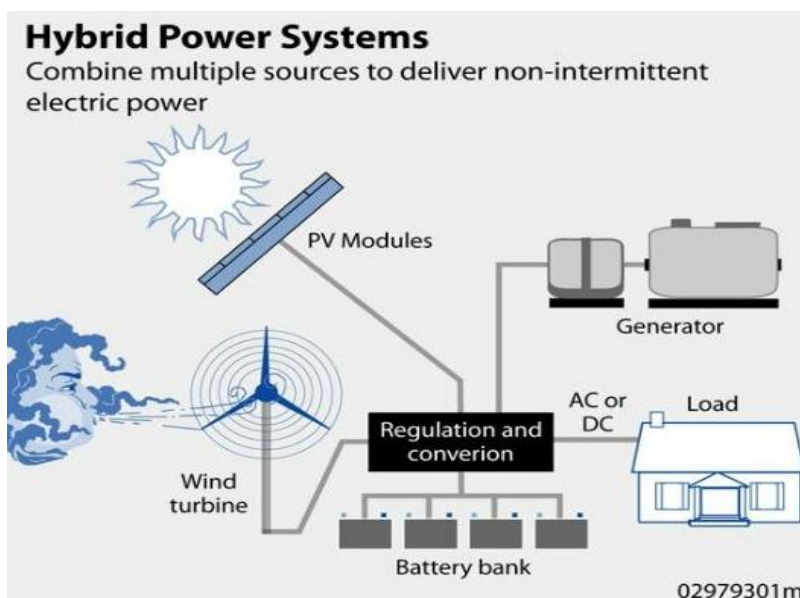 Hybrid Power Systems
Combine multiple sources to deliver non-intermittent
electric power
PV Modules
Generator
AC or
DC
Load
Regulation and
converion
Wind
turbine
Battery bank
02979301m